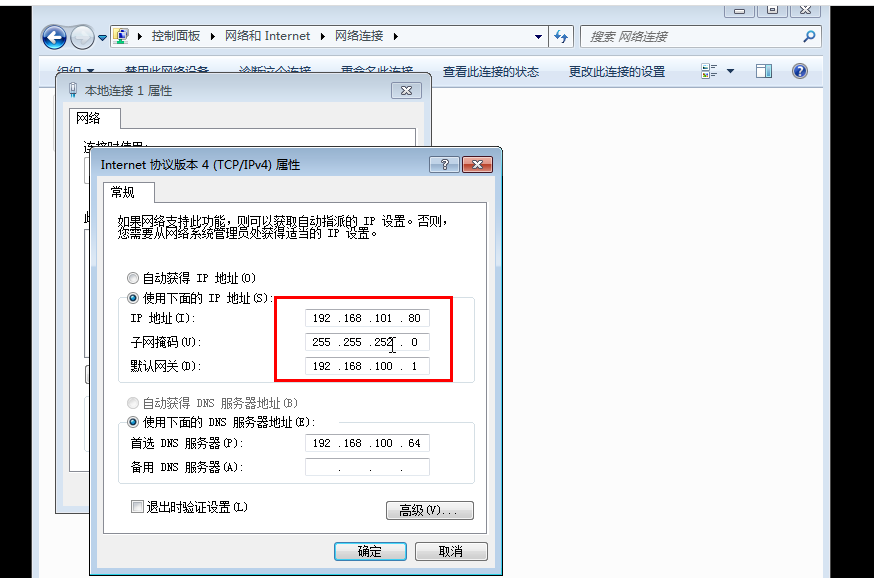 控制面板 网络和 Internet 网络连接
搜索 网络连接
组织 禁用此网络设备 诊断这个连接 重命名此连接 查看此连接的状态 更改此连接的设置
本地连接 1 属性
网络
连接时使用:
Internet 协议版本 4 (TCP/IPv4) 属性
常规
如果网络支持此功能,则可以获取自动指派的 IP 设置。否则,
您需要从网络系统管理员处获得适当的 IP 设置。
自动获得 IP 地址(O)
使用下面的 IP 地址(S):
IP 地址(I): 192 .168 .101 . 80
子网掩码(U): 255 .255 .252 . 0
默认网关(D): 192 .168 .100 . 1
自动获得 DNS 服务器地址(B)
使用下面的 DNS 服务器地址(E):
首选 DNS 服务器(P): 192 .168 .100 . 64
备用 DNS 服务器(A): . . .
退出时验证设置(L)
高级(V)...
确定 取消